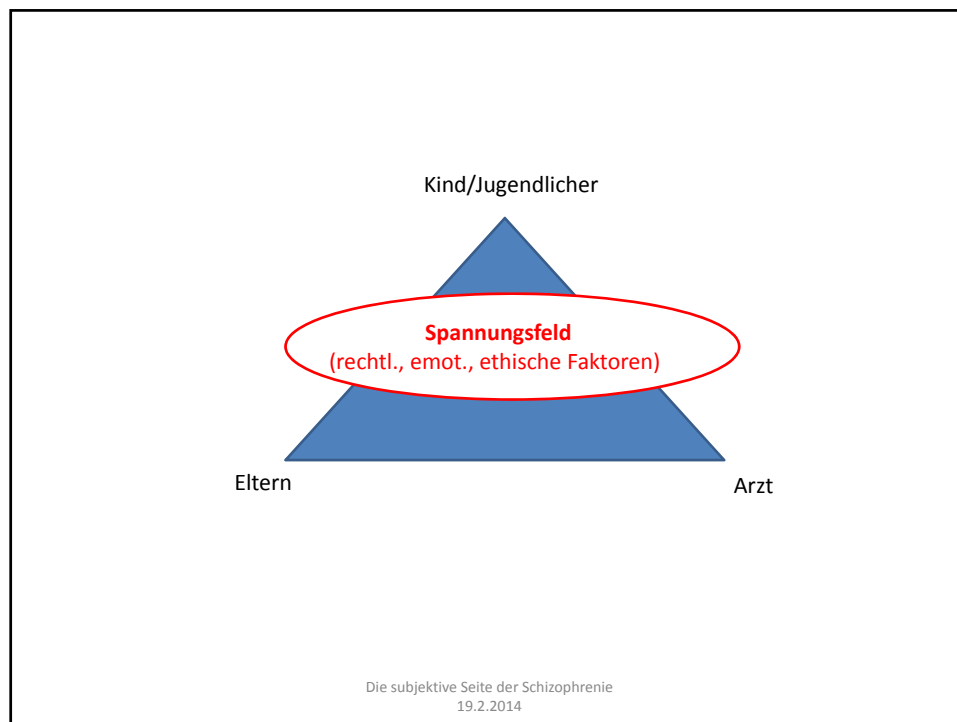 Kind/Jugendlicher
Spannungsfeld
(rechtl., emot., ethische Faktoren)
Eltern
Arzt
Die subjektive Seite der Schizophrenie
19.2.2014